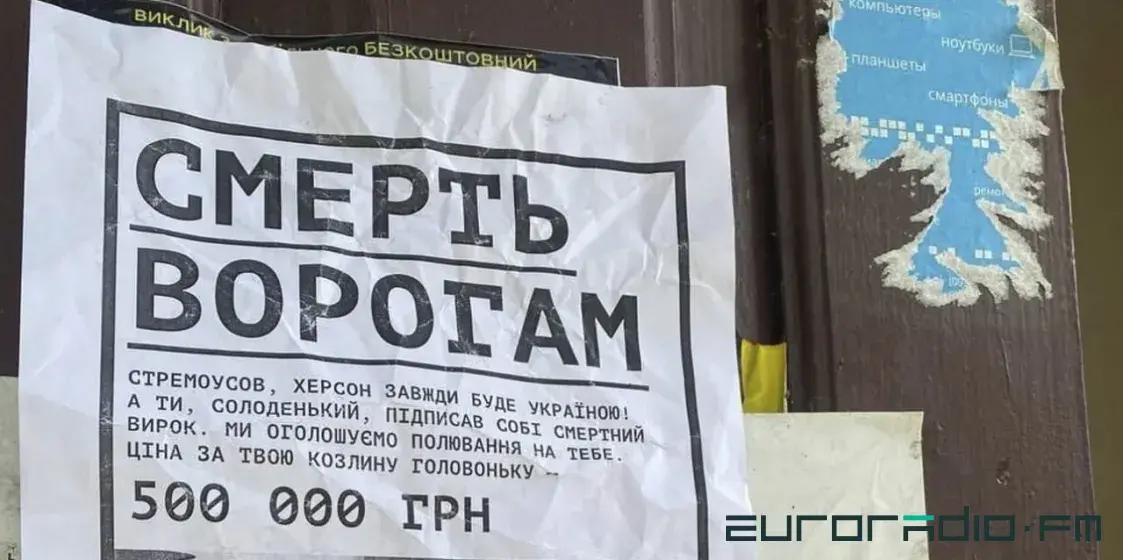 ВИКЛИК БЕЗКОШТОВНИЙ
СМЕРТЬ
ВОРОГАМ
СТРЕМОУСОВ, ХЕРСОН ЗАВЖДИ БУДЕ УКРАЇНОЮ!
А ТИ, СОЛОДЕНЬКИЙ, ПІДПИСАВ СОБІ СМЕРТНИЙ
ВИРОК. МИ ОГОЛОШУЄМО ПОЛЮВАННЯ НА ТЕБЕ.
ЦІНА ЗА ТВОЮ КОЗЛИНУ ГОЛОВОНЬКУ –
500 000 ГРН
компьютеры
ноутбуки
планшеты
смартфоны
EURORADIO.FM